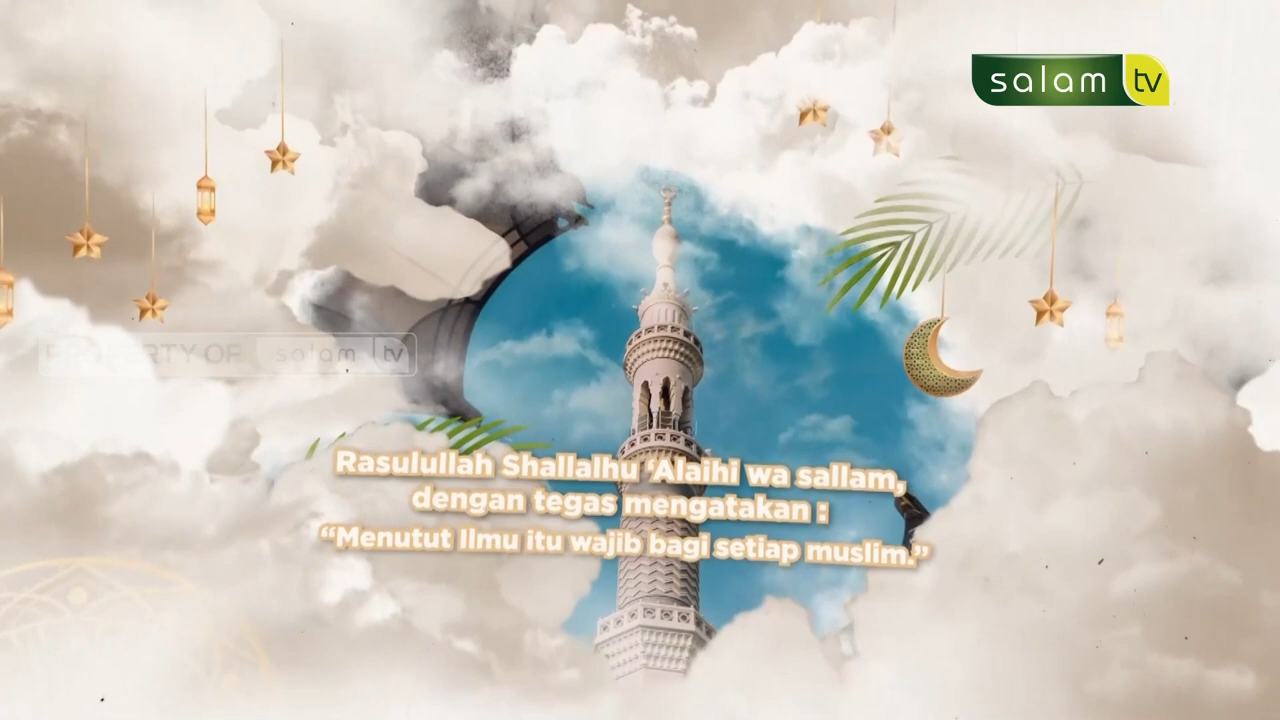 salam tv
PROPERTY OF salam tv
Rasulullah Shallalhu ‘Alaihi wa sallam,
dengan tegas mengatakan :
“Menutut Ilmu itu wajib bagi setiap muslim.”